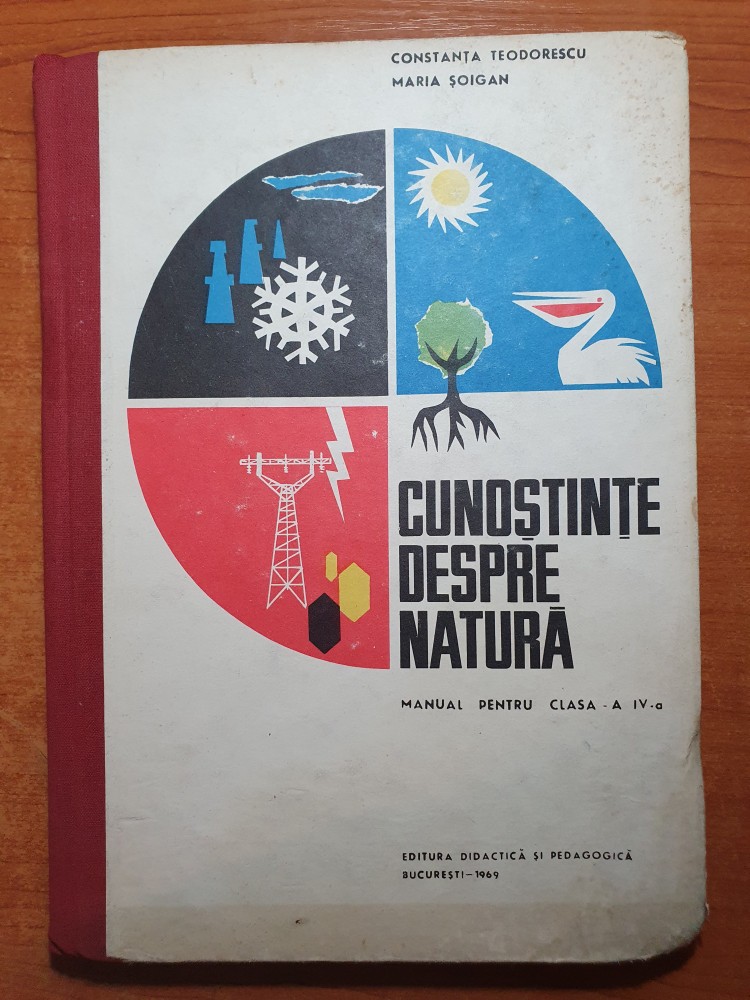 CONSTANȚA TEODORESCU
MARIA ȘOIGAN
CUNOȘTINȚE
DESPRE
NATURĂ
MANUAL PENTRU CLASA - A IV-a
EDITURA DIDACTICĂ ȘI PEDAGOGICĂ
BUCUREȘTI—1969